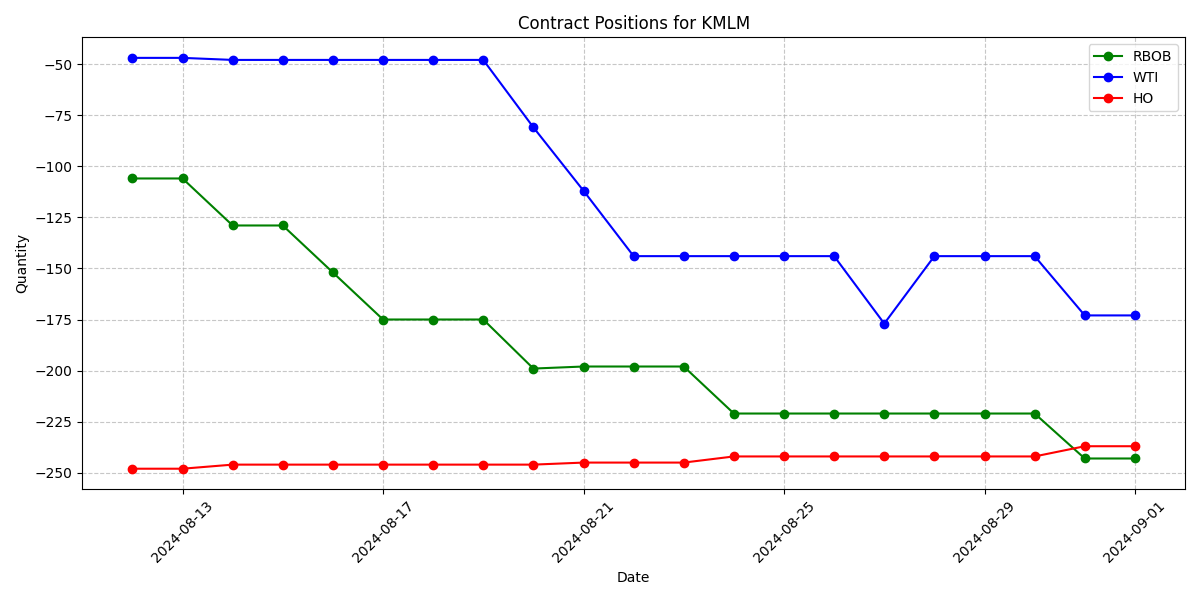 Contract Positions for KMLM
RBOB
WTI
HO
Quantity
−50
−75
−100
−125
−150
−175
−200
−225
−250
2024-08-13
2024-08-17
2024-08-21
2024-08-25
2024-08-29
2024-09-01
Date